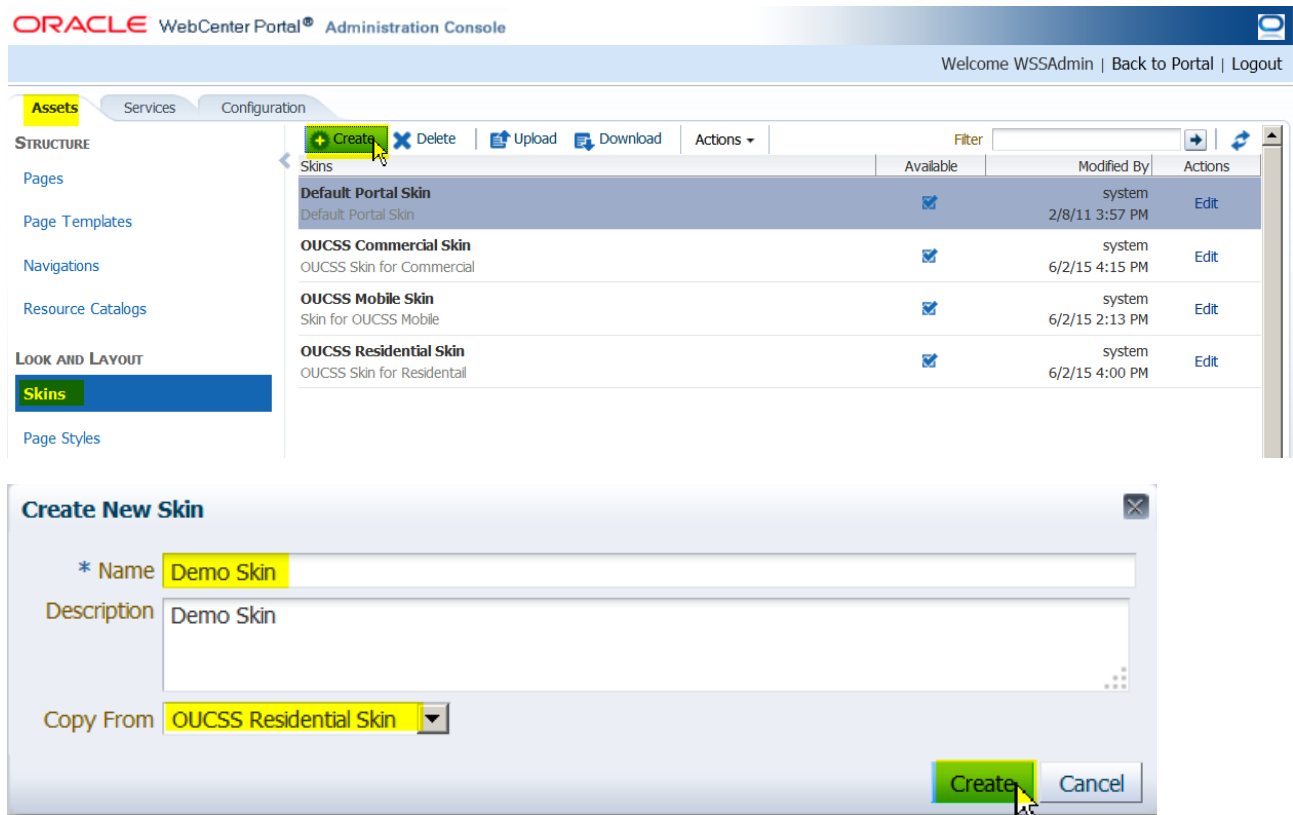 ORACLE WebCenter Portal® Administration Console
Welcome WSSAdmin | Back to Portal | Logout
Assets Services Configuration
STRUCTURE
Pages
Page Templates
Navigations
Resource Catalogs
LOOK AND LAYOUT
Skins
Page Styles
Create Delete Upload Download Actions Filter
Skins Available Modified By Actions
Default Portal Skin system
Default Portal Skin 2/8/11 3:57 PM Edit
OUCSS Commercial Skin system
OUCSS Skin for Commercial 6/2/15 4:15 PM Edit
OUCSS Mobile Skin system
Skin for OUCSS Mobile 6/2/15 2:13 PM Edit
OUCSS Residential Skin system
OUCSS Skin for Residentail 6/2/15 4:00 PM Edit
Create New Skin
* Name Demo Skin
Description Demo Skin
Copy From OUCSS Residential Skin
Create Cancel